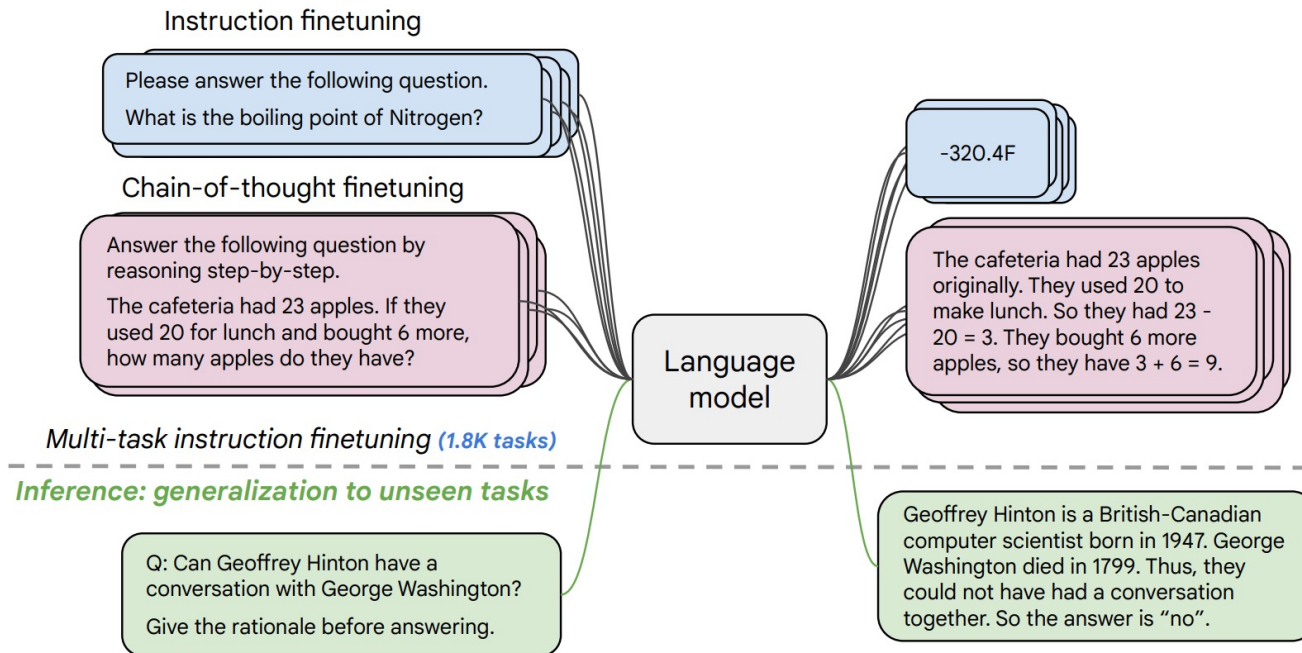 Instruction finetuning
Please answer the following question.
What is the boiling point of Nitrogen?
-320.4F
Chain-of-thought finetuning
Answer the following question by
reasoning step-by-step.
The cafeteria had 23 apples. If they
used 20 for lunch and bought 6 more,
how many apples do they have?
Language
model
The cafeteria had 23 apples
originally. They used 20 to
make lunch. So they had 23 -
20 = 3. They bought 6 more
apples, so they have 3 + 6 = 9.
Multi-task instruction finetuning (1.8K tasks)
Inference: generalization to unseen tasks
Q: Can Geoffrey Hinton have a
conversation with George Washington?
Give the rationale before answering.
Geoffrey Hinton is a British-Canadian
computer scientist born in 1947. George
Washington died in 1799. Thus, they
could not have had a conversation
together. So the answer is “no”.